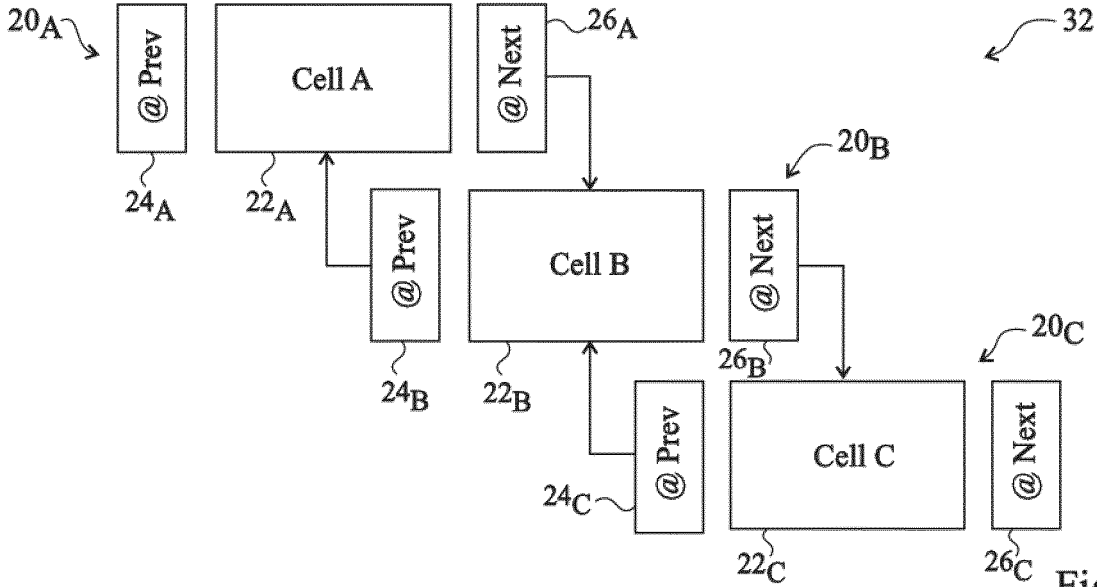 20A
@ Prev
Cell A
@ Next
26A
32
24A
22A
@ Prev
Cell B
@ Next
20B
24B
22B
26B
20C
@ Prev
Cell C
@ Next
24C
22C
26C